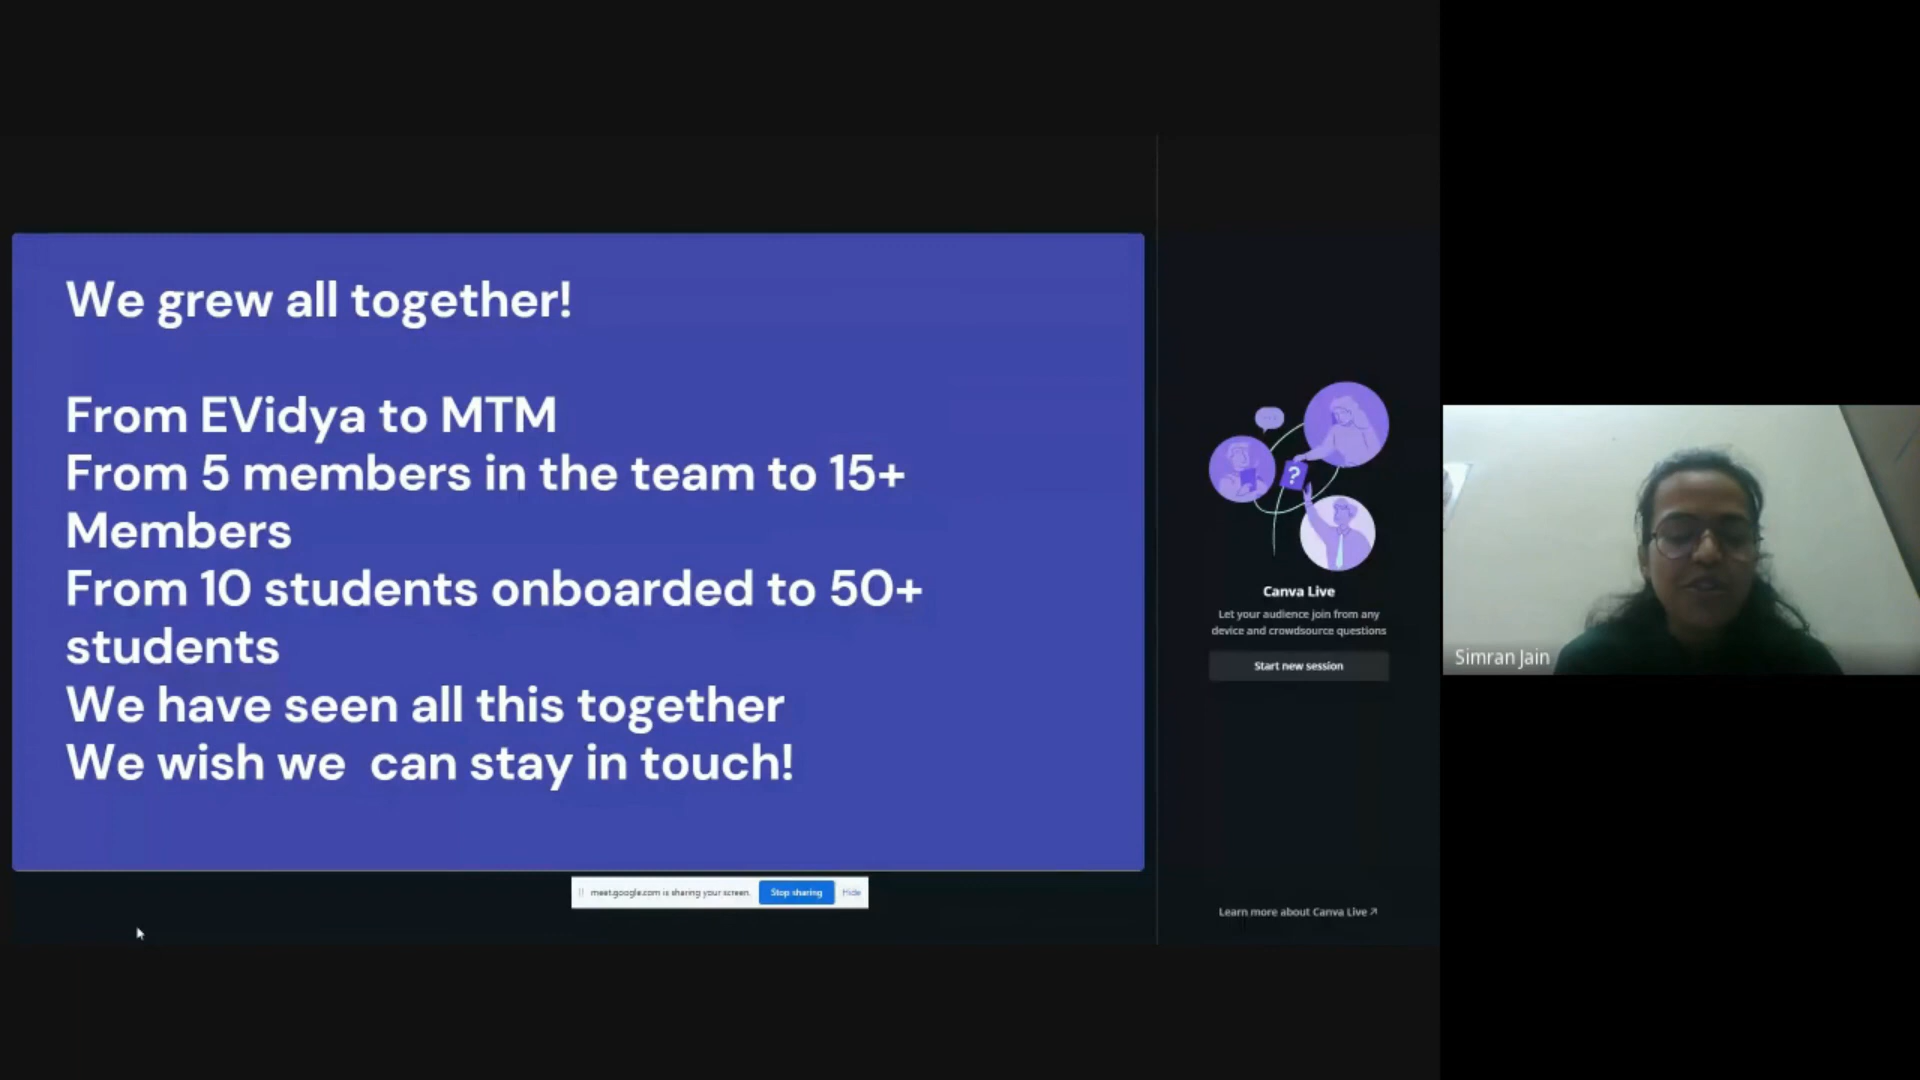 We grew all together!
From EVidya to MTM
From 5 members in the team to 15+
Members
From 10 students onboarded to 50+
students
We have seen all this together
We wish we  can stay in touch!
?
Canva Live
Let your audience join from any
device and crowdsource questions
Start new session
Learn more about Canva Live ↗
meet.google.com is sharing your screen.
Stop sharing
Hide
Simran Jain